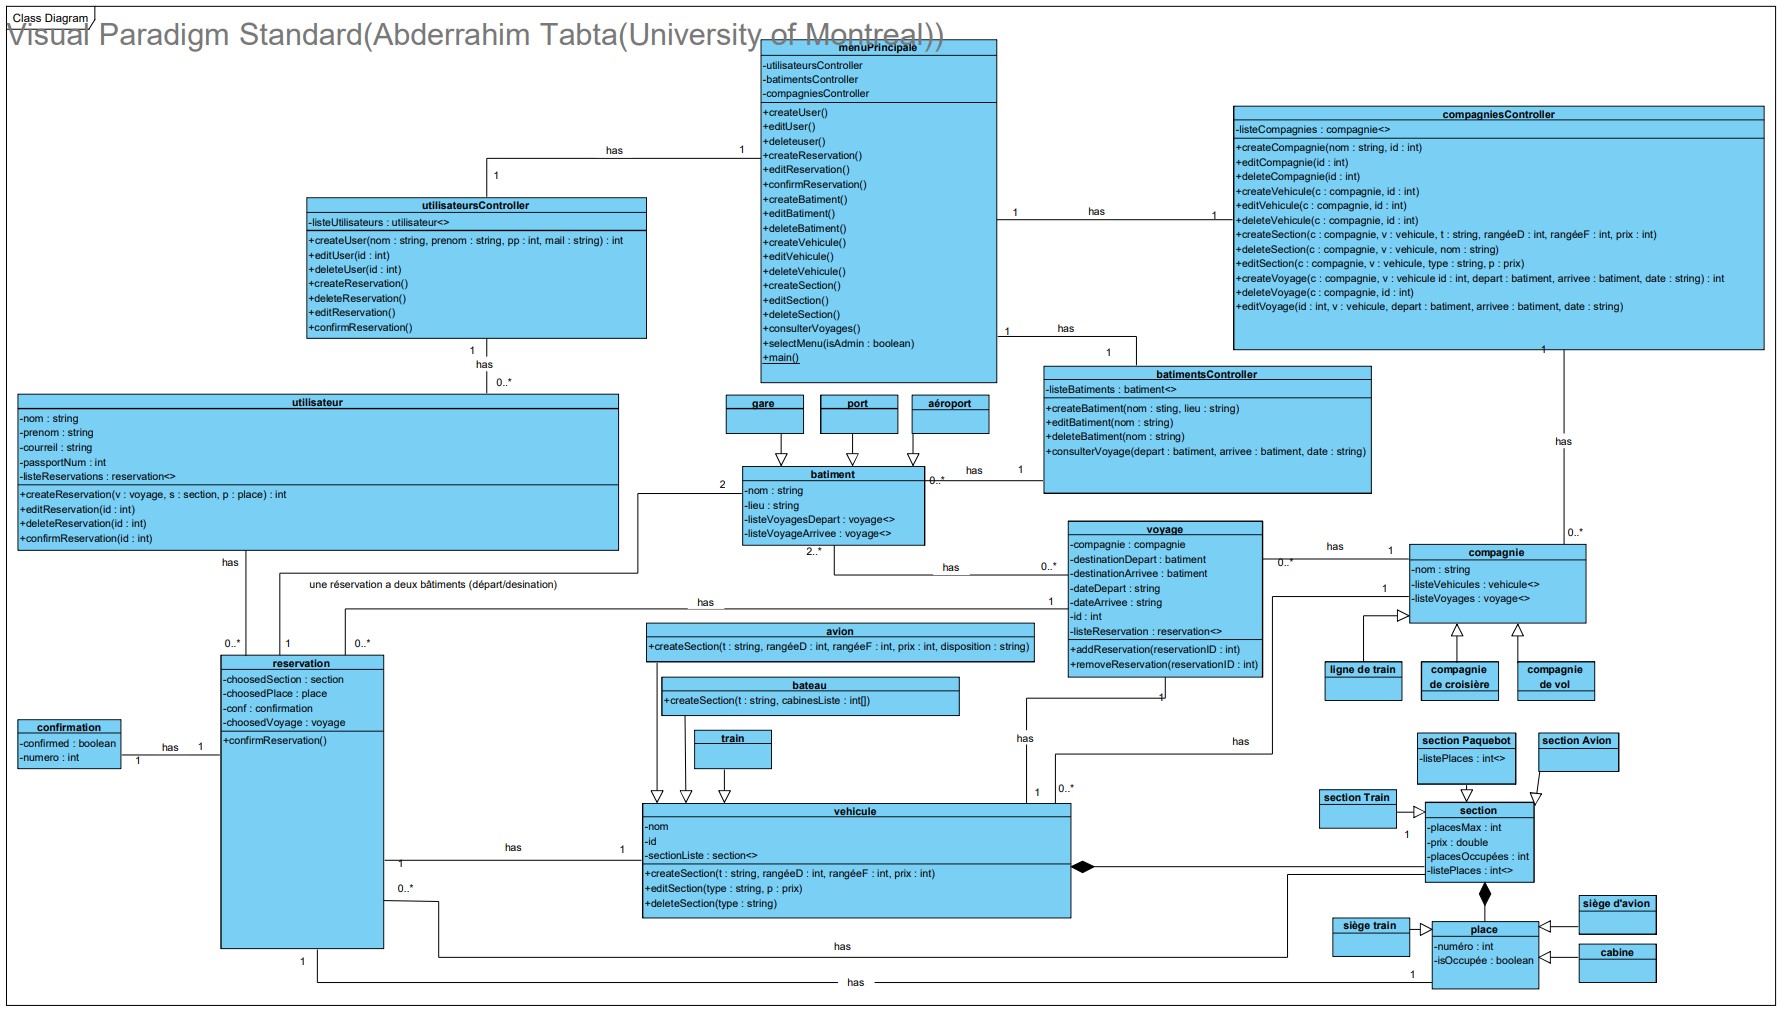 Class Diagram
Visual Paradigm Standard(Abderrahim Tabta(University of Montreal))
menuPrincipale
-utilisateursController
-batimentsController
-compagniesController
+createUser()
+editUser()
+deleteuser()
+createReservation()
+editReservation()
+confirmReservation()
+createBatiment()
+editBatiment()
+deleteBatiment()
+createVehicule()
+editVehicule()
+deleteVehicule()
+createSection()
+editSection()
+deleteSection()
+consulterVoyages()
+selectMenu(isAdmin : boolean)
+main()
compagniesController
-listeCompagnies : compagnie<>
+createCompagnie(nom : string, id : int)
+editCompagnie(id : int)
+deleteCompagnie(id : int)
+createVehicule(c : compagnie, id : int)
+editVehicule(c : compagnie, id : int)
+deleteVehicule(c : compagnie, id : int)
+createSection(c : compagnie, v : vehicule, t : string, rangéeD : int, rangéeF : int, prix : int)
+deleteSection(c : compagnie, v : vehicule, nom : string)
+editSection(c : compagnie, v : vehicule, type : string, p : prix)
+createVoyage(c : compagnie, v : vehicule id : int, depart : batiment, arrivee : batiment, date : string) : int
+deleteVoyage(c : compagnie, id : int)
+editVoyage(id : int, v : vehicule, depart : batiment, arrivee : batiment, date : string)
has
1
1
1
has
1
has
1
1
utilisateursController
-listeUtilisateurs : utilisateur<>
+createUser(nom : string, prenom : string, pp : int, mail : string) : int
+editUser(id : int)
+deleteUser(id : int)
+createReservation()
+deleteReservation()
+editReservation()
+confirmReservation()
1
has
0..*
batimentsController
-listeBatiments : batiment<>
+createBatiment(nom : sting, lieu : string)
+editBatiment(nom : string)
+deleteBatiment(nom : string)
+consulterVoyage(depart : batiment, arrivee : batiment, date : string)
1
has
0..*
utilisateur
-nom : string
-prenom : string
-courreil : string
-passportNum : int
-listeReservations : reservation<>
+createReservation(v : voyage, s : section, p : place) : int
+editReservation(id : int)
+deleteReservation(id : int)
+confirmReservation(id : int)
gare
port
aéroport
batiment
-nom : string
-lieu : string
-listeVoyagesDepart : voyage<>
-listeVoyageArrivee : voyage<>
0..*
has
1
2
2..*
has
0..*
voyage
-compagnie : compagnie
-destinationDepart : batiment
-destinationArrivee : batiment
-dateDepart : string
-dateArrivee : string
-id : int
-listeReservation : reservation<>
+addReservation(reservationID : int)
+removeReservation(reservationID : int)
0..*
has
1
1
compagnie
-nom : string
-listeVehicules : vehicule<>
-listeVoyages : voyage<>
ligne de train
compagnie
de croisière
compagnie
de vol
has
une réservation a deux bâtiments (départ/desination)
has
1
0..*
1
0..*
avion
+createSection(t : string, rangéeD : int, rangéeF : int, prix : int, disposition : string)
bateau
+createSection(t : string, cabinesListe : int[])
train
1
has
1
has
0..*
reservation
-choosedSection : section
-choosedPlace : place
-conf : confirmation
-choosedVoyage : voyage
+confirmReservation()
confirmation
-confirmed : boolean
-numero : int
has
1
1
vehicule
-nom
-id
-sectionListe : section<>
+createSection(t : string, rangéeD : int, rangéeF : int, prix : int)
+editSection(type : string, p : prix)
+deleteSection(type : string)
section Paquebot
-listePlaces : int<>
section Avion
section Train
1
section
-placesMax : int
-prix : double
-placesOccupées : int
-listePlaces : int<>
1
has
1
0..*
has
siège d'avion
siège train
place
-numéro : int
-isOccupée : boolean
cabine
1
has
1